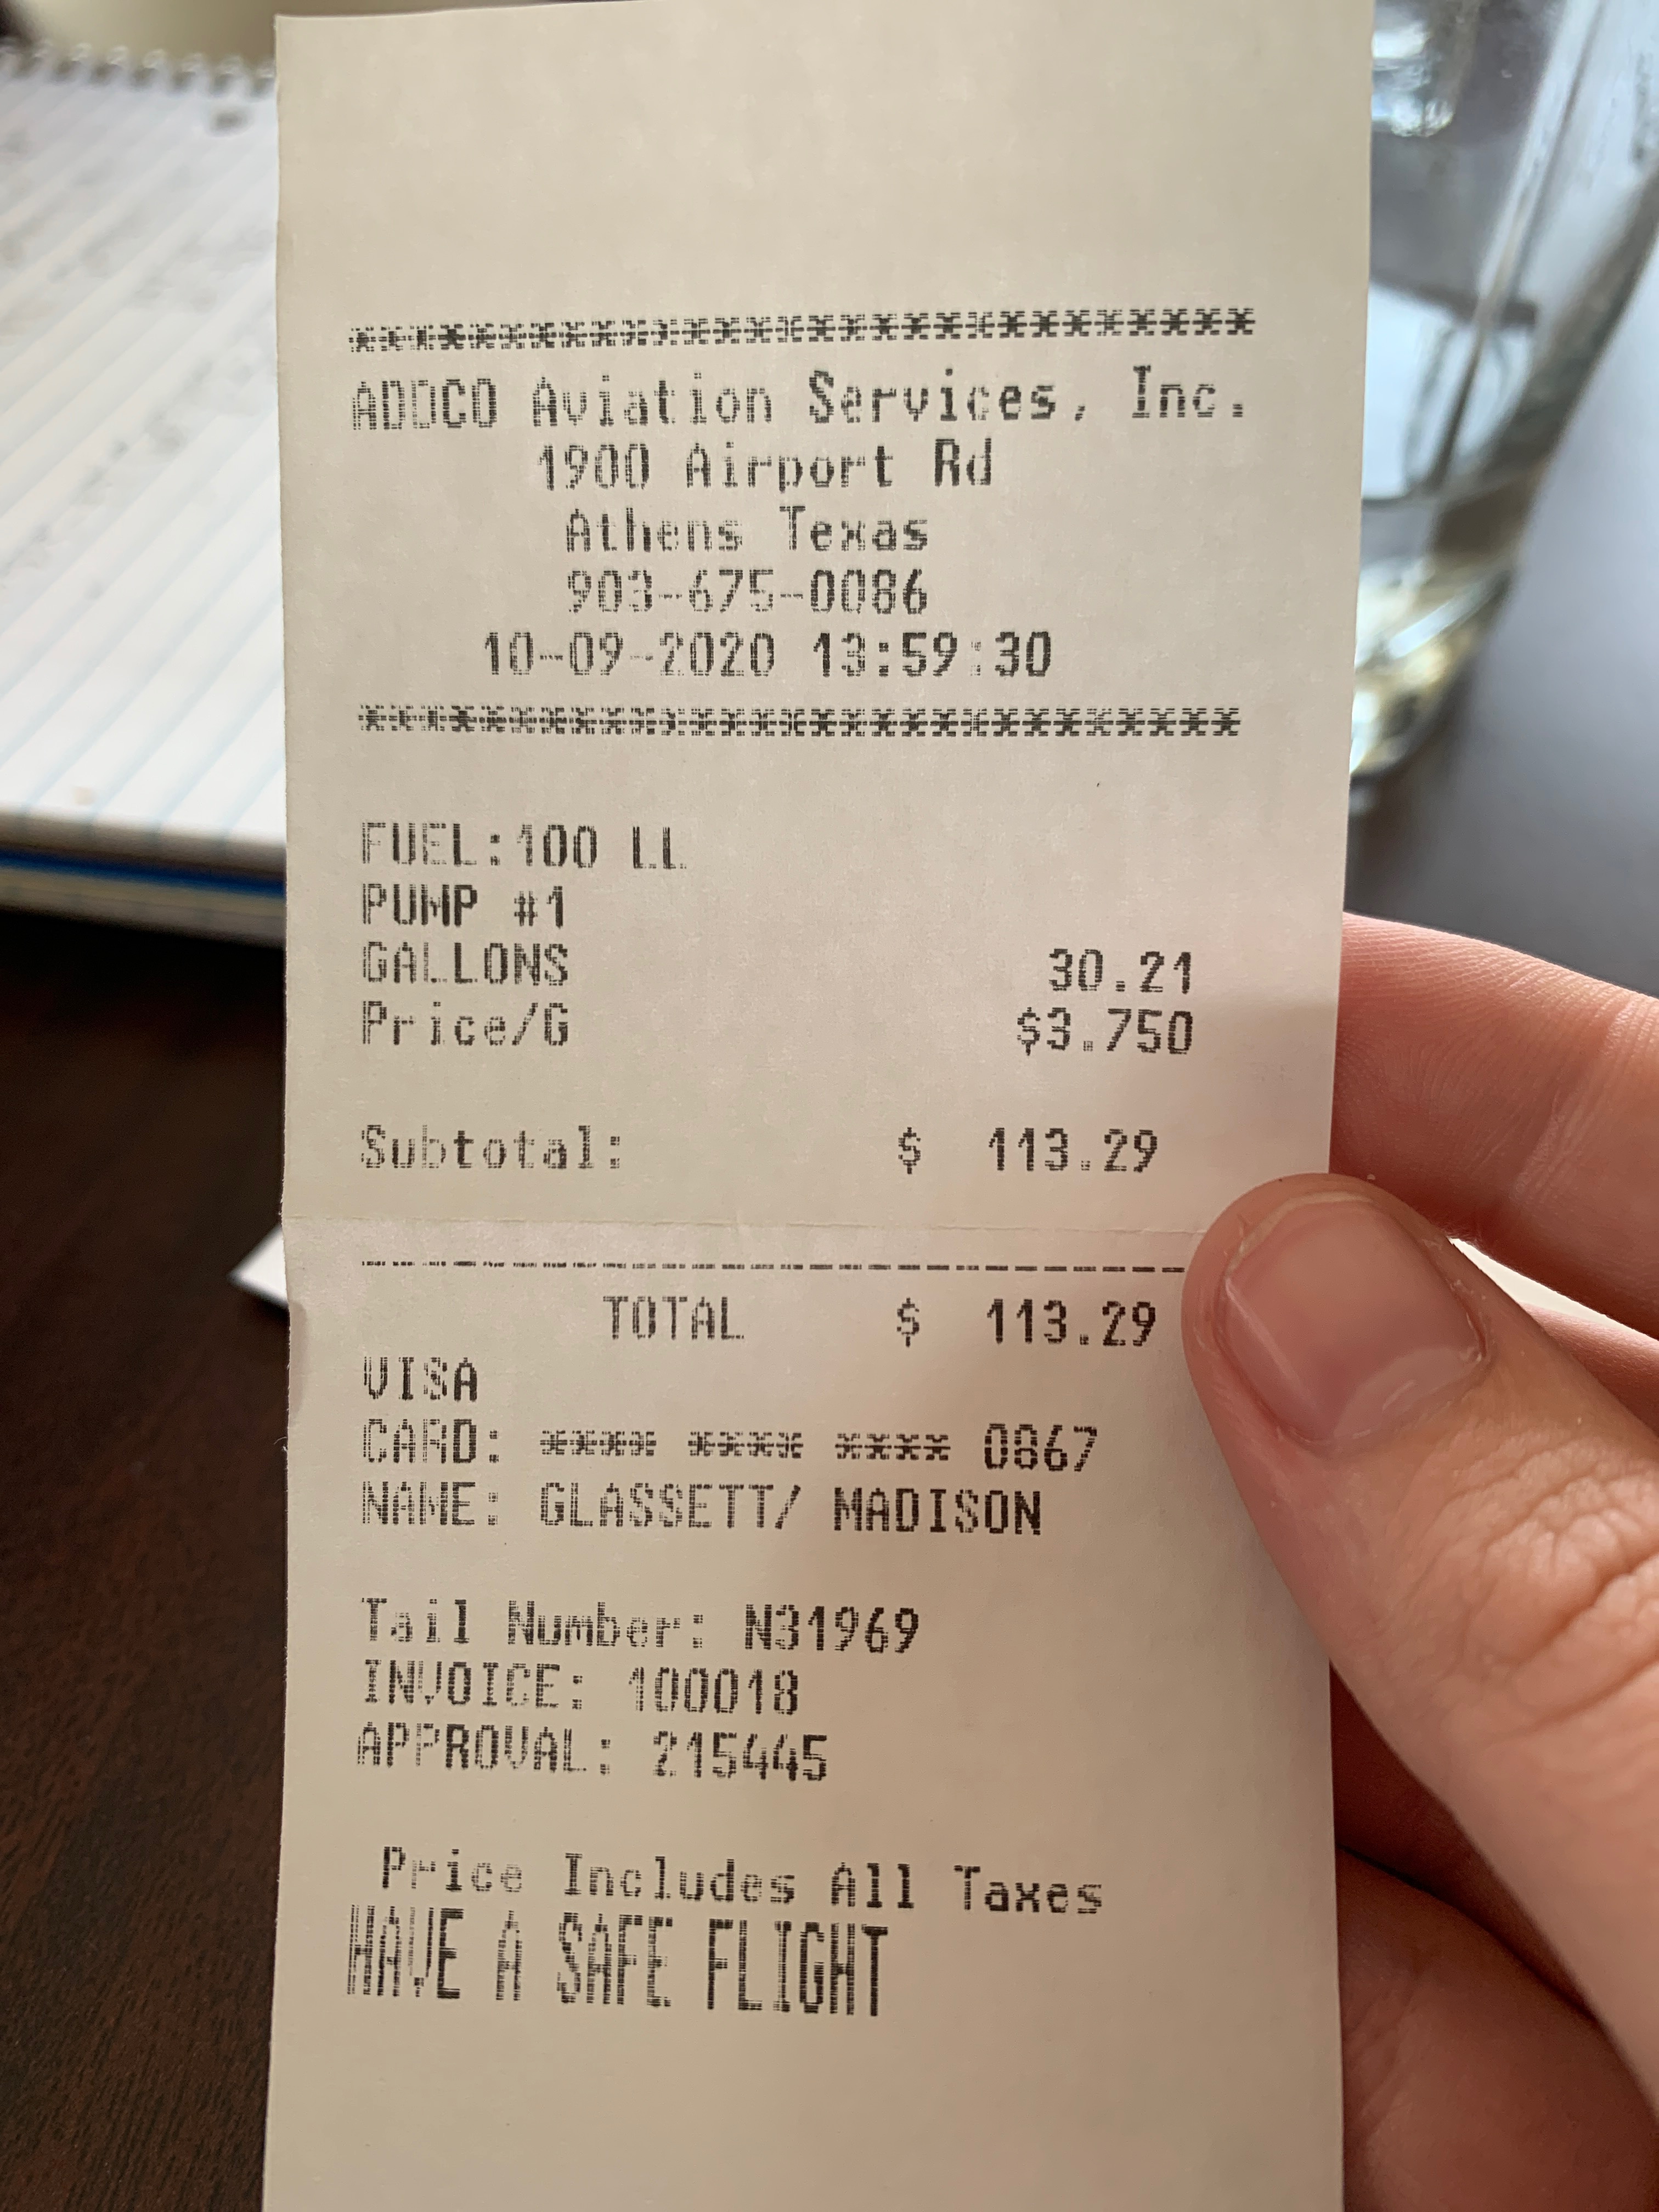 ******************************
ADDCO Aviation Services, Inc.
1900 Airport Rd
Athens Texas
903-675-0086
10-09-2020 13:59:30
******************************
FUEL:100 LL
PUMP #1
GALLONS 30.21
Price/G $3.750
Subtotal: $ 113.29
----------------------------
TOTAL $ 113.29
VISA
CARD: **** **** **** 0867
NAME: GLASSETT/ MADISON
Tail Number: N31969
INVOICE: 100018
APPROVAL: 215445
Price Includes All Taxes
HAVE A SAFE FLIGHT